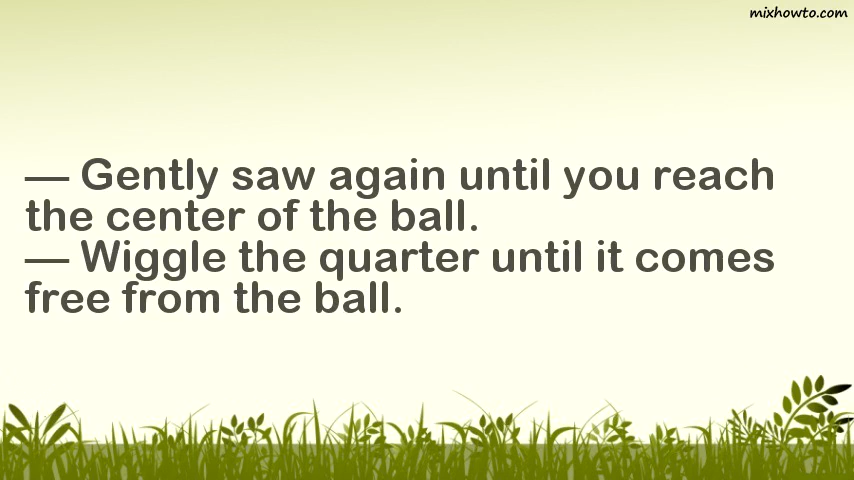 mixhowto.com
— Gently saw again until you reach
the center of the ball.
— Wiggle the quarter until it comes
free from the ball.